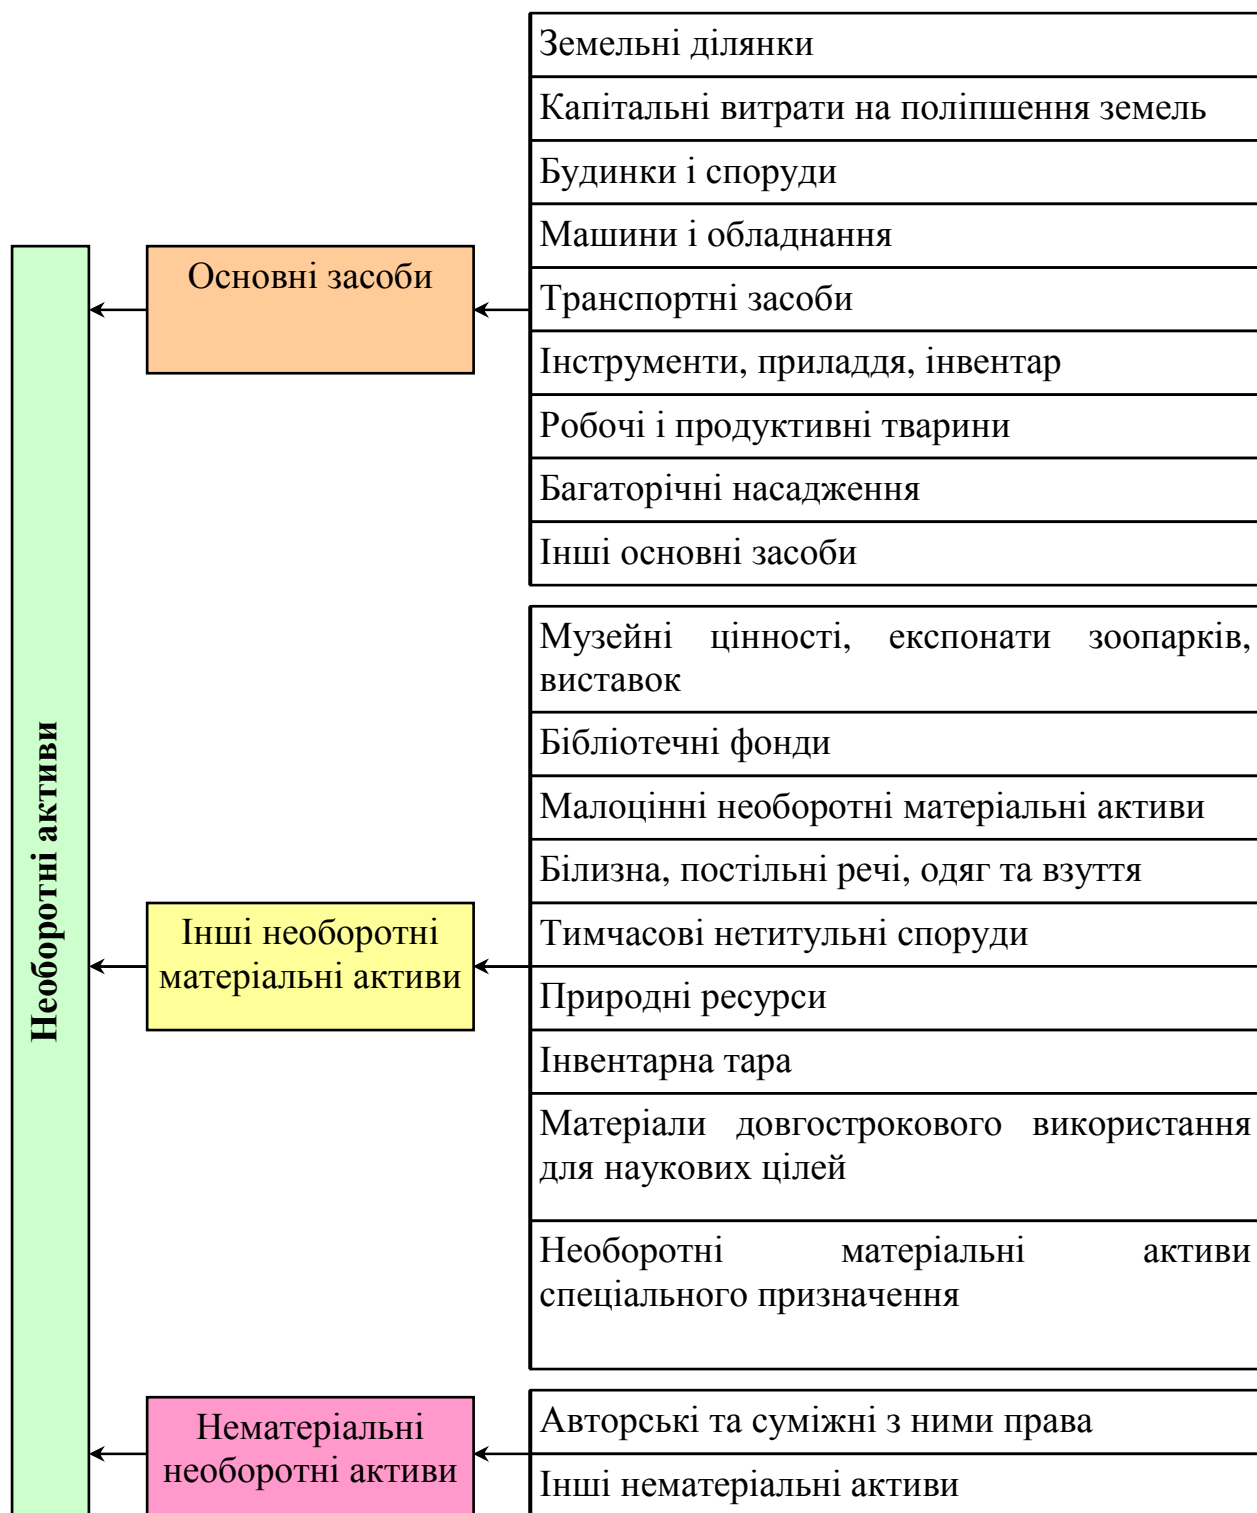 Земельні ділянки
Капітальні витрати на поліпшення земель
Будинки і споруди
Машини і обладнання
Транспортні засоби
Інструменти, приладдя, інвентар
Робочі і продуктивні тварини
Багаторічні насадження
Інші основні засоби
Основні засоби
Музейні цінності, експонати зоопарків,
виставок
Бібліотечні фонди
Малоцінні необоротні матеріальні активи
Білизна, постільні речі, одяг та взуття
Тимчасові нетитульні споруди
Природні ресурси
Інвентарна тара
Матеріали довгострокового використання
для наукових цілей
Необоротні матеріальні активи
спеціального призначення
Інші необоротні
матеріальні активи
Необоротні активи
Авторські та суміжні з ними права
Інші нематеріальні активи
Нематеріальні
необоротні активи